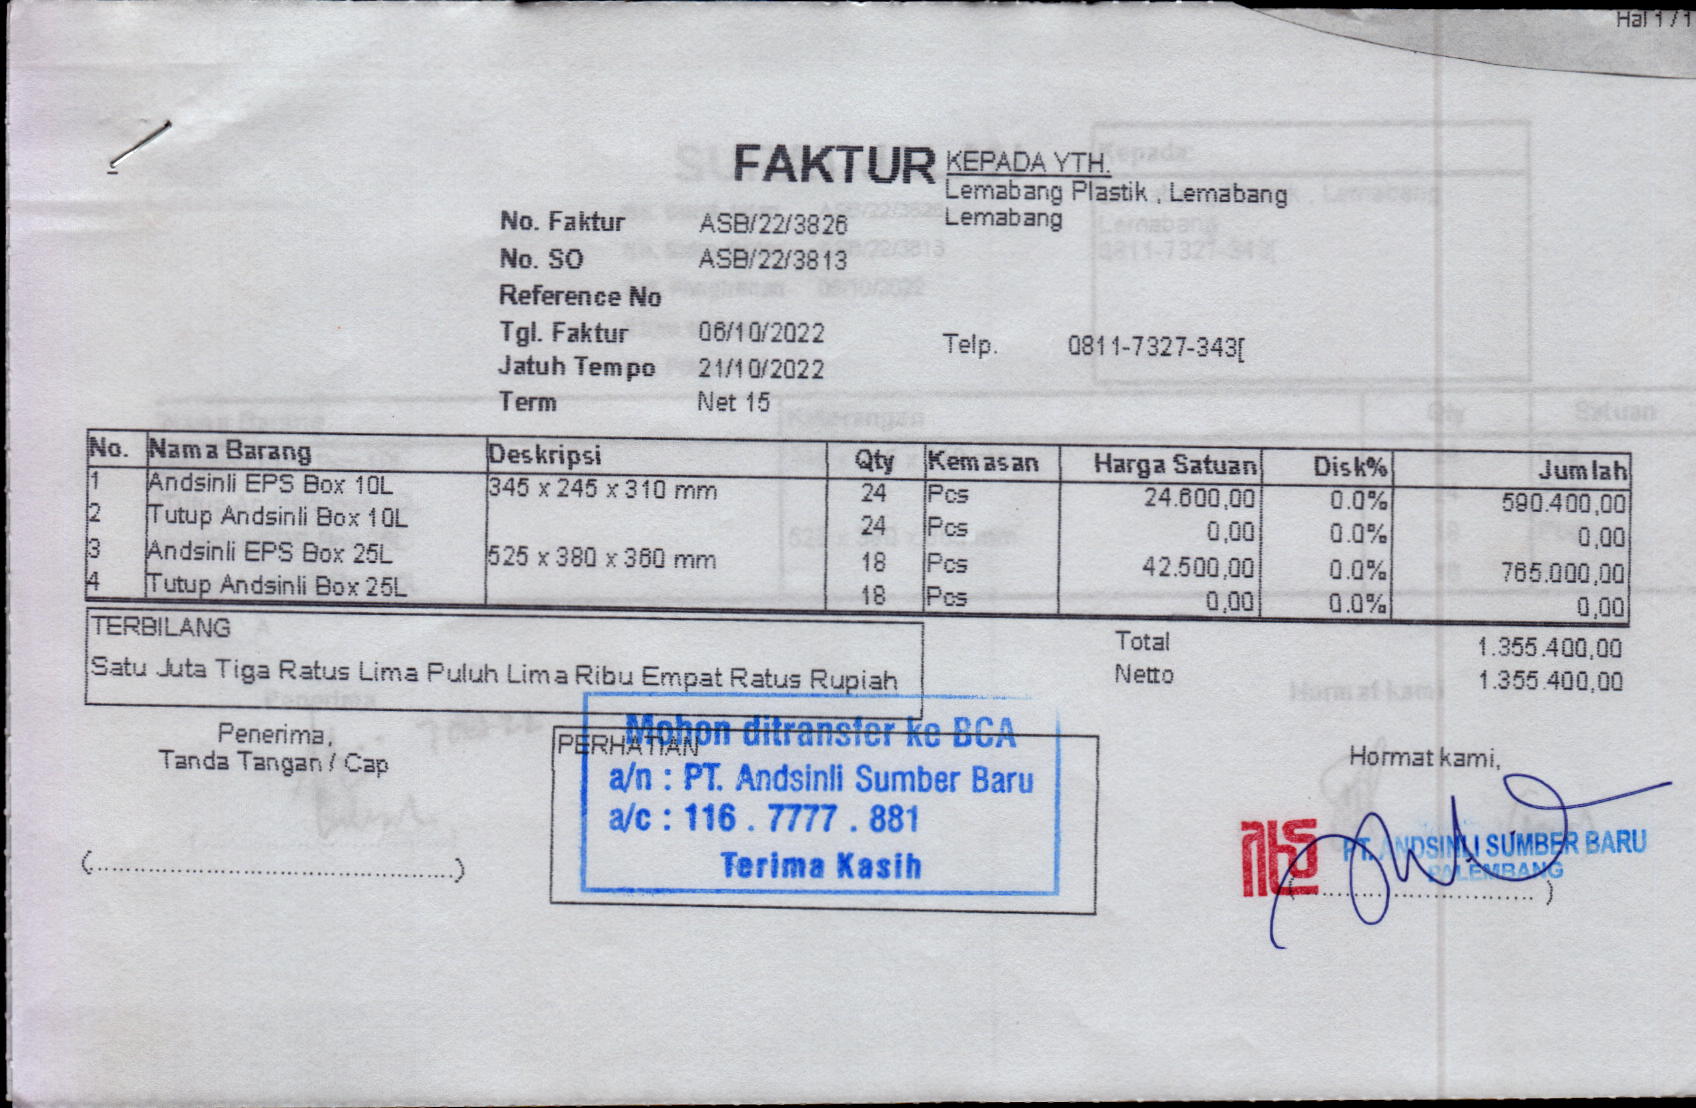 Hal 1 / 1
FAKTUR
KEPADA YTH.
Lemabang Plastik , Lemabang
Lemabang
No. Faktur ASB/22/3826
No. SO ASB/22/3813
Reference No
Tgl. Faktur 06/10/2022
Telp. 0811-7327-343[
Jatuh Tempo 21/10/2022
Term Net 15
No. Nama Barang Deskripsi Qty Kemasan Harga Satuan Disk% Jumlah
1 Andsinli EPS Box 10L 345 x 245 x 310 mm 24 Pcs 24.600,00 0.0% 590.400,00
2 Tutup Andsinli Box 10L 24 Pcs 0,00 0.0% 0,00
3 Andsinli EPS Box 25L 525 x 380 x 360 mm 18 Pcs 42.500,00 0.0% 765.000,00
4 Tutup Andsinli Box 25L 18 Pcs 0,00 0.0% 0,00
TERBILANG
Satu Juta Tiga Ratus Lima Puluh Lima Ribu Empat Ratus Rupiah
Total 1.355.400,00
Netto 1.355.400,00
Penerima,
Tanda Tangan / Cap
(.......................................................)
PERHATIAN
Mohon ditransfer ke BCA
a/n : PT. Andsinli Sumber Baru
a/c : 116 . 7777 . 881
Terima Kasih
Hormat kami,
PT. ANDSINLI SUMBER BARU
PALEMBANG
(................................)